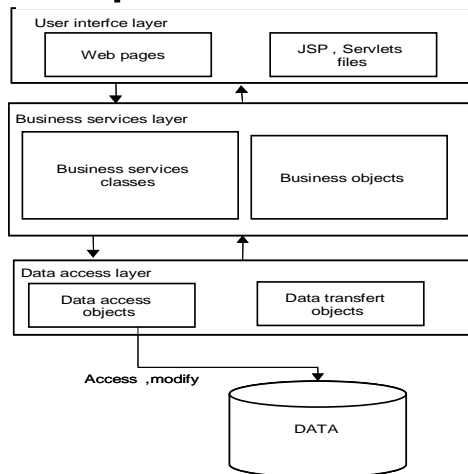 User interfce layer
Web pages
JSP , Servlets
files
Business services layer
Business services
classes
Business objects
Data access layer
Data access
objects
Data transfert
objects
Access ,modify
DATA